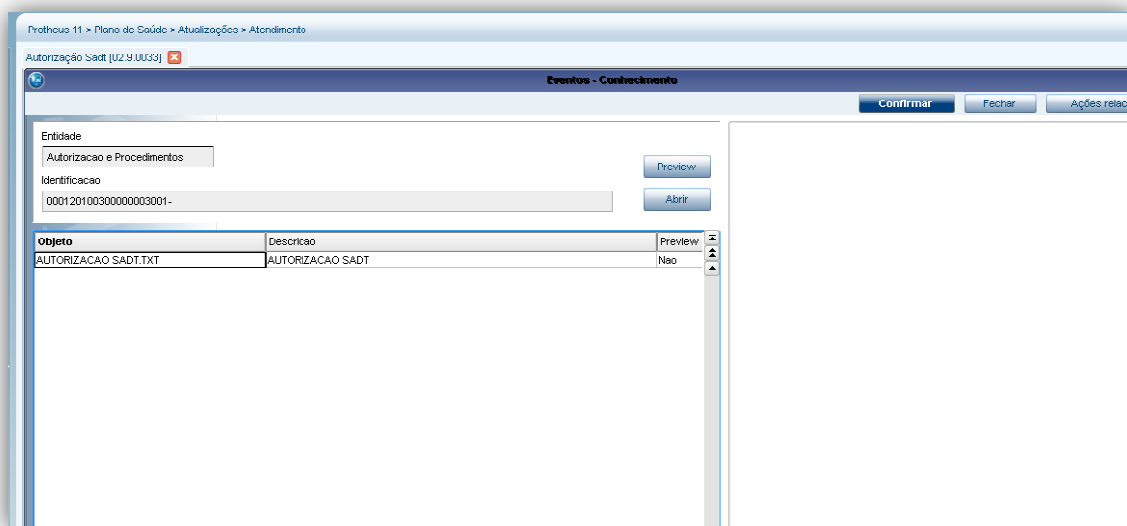 Protheus 11 > Plano de Saúde > Atualizações > Atendimento
Autorização Sadt [02.9.0033]
Eventos - Conhecimento
Confirmar Fechar Ações relac
Entidade
Autorizacao e Procedimentos
Preview
Identificacao
000120100300000003001-
Abrir
Objeto Descricao Preview
AUTORIZACAO SADT.TXT AUTORIZACAO SADT Nao